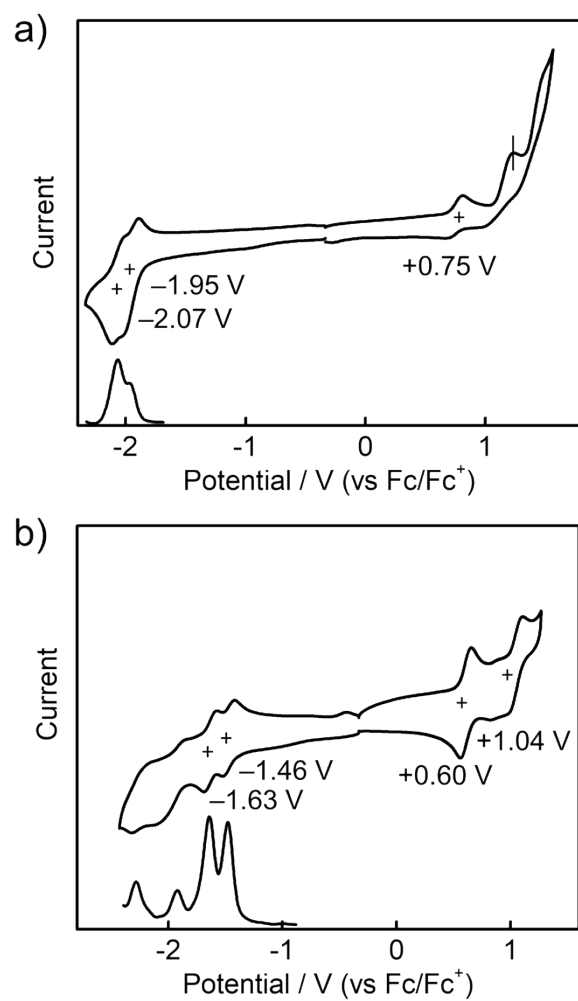 a)
Current
+0.75 V
–1.95 V
–2.07 V
-2 -1 0 1
Potential / V (vs Fc/Fc⁺)
b)
Current
+1.04 V
–1.46 V
+0.60 V
–1.63 V
-2 -1 0 1
Potential / V (vs Fc/Fc⁺)